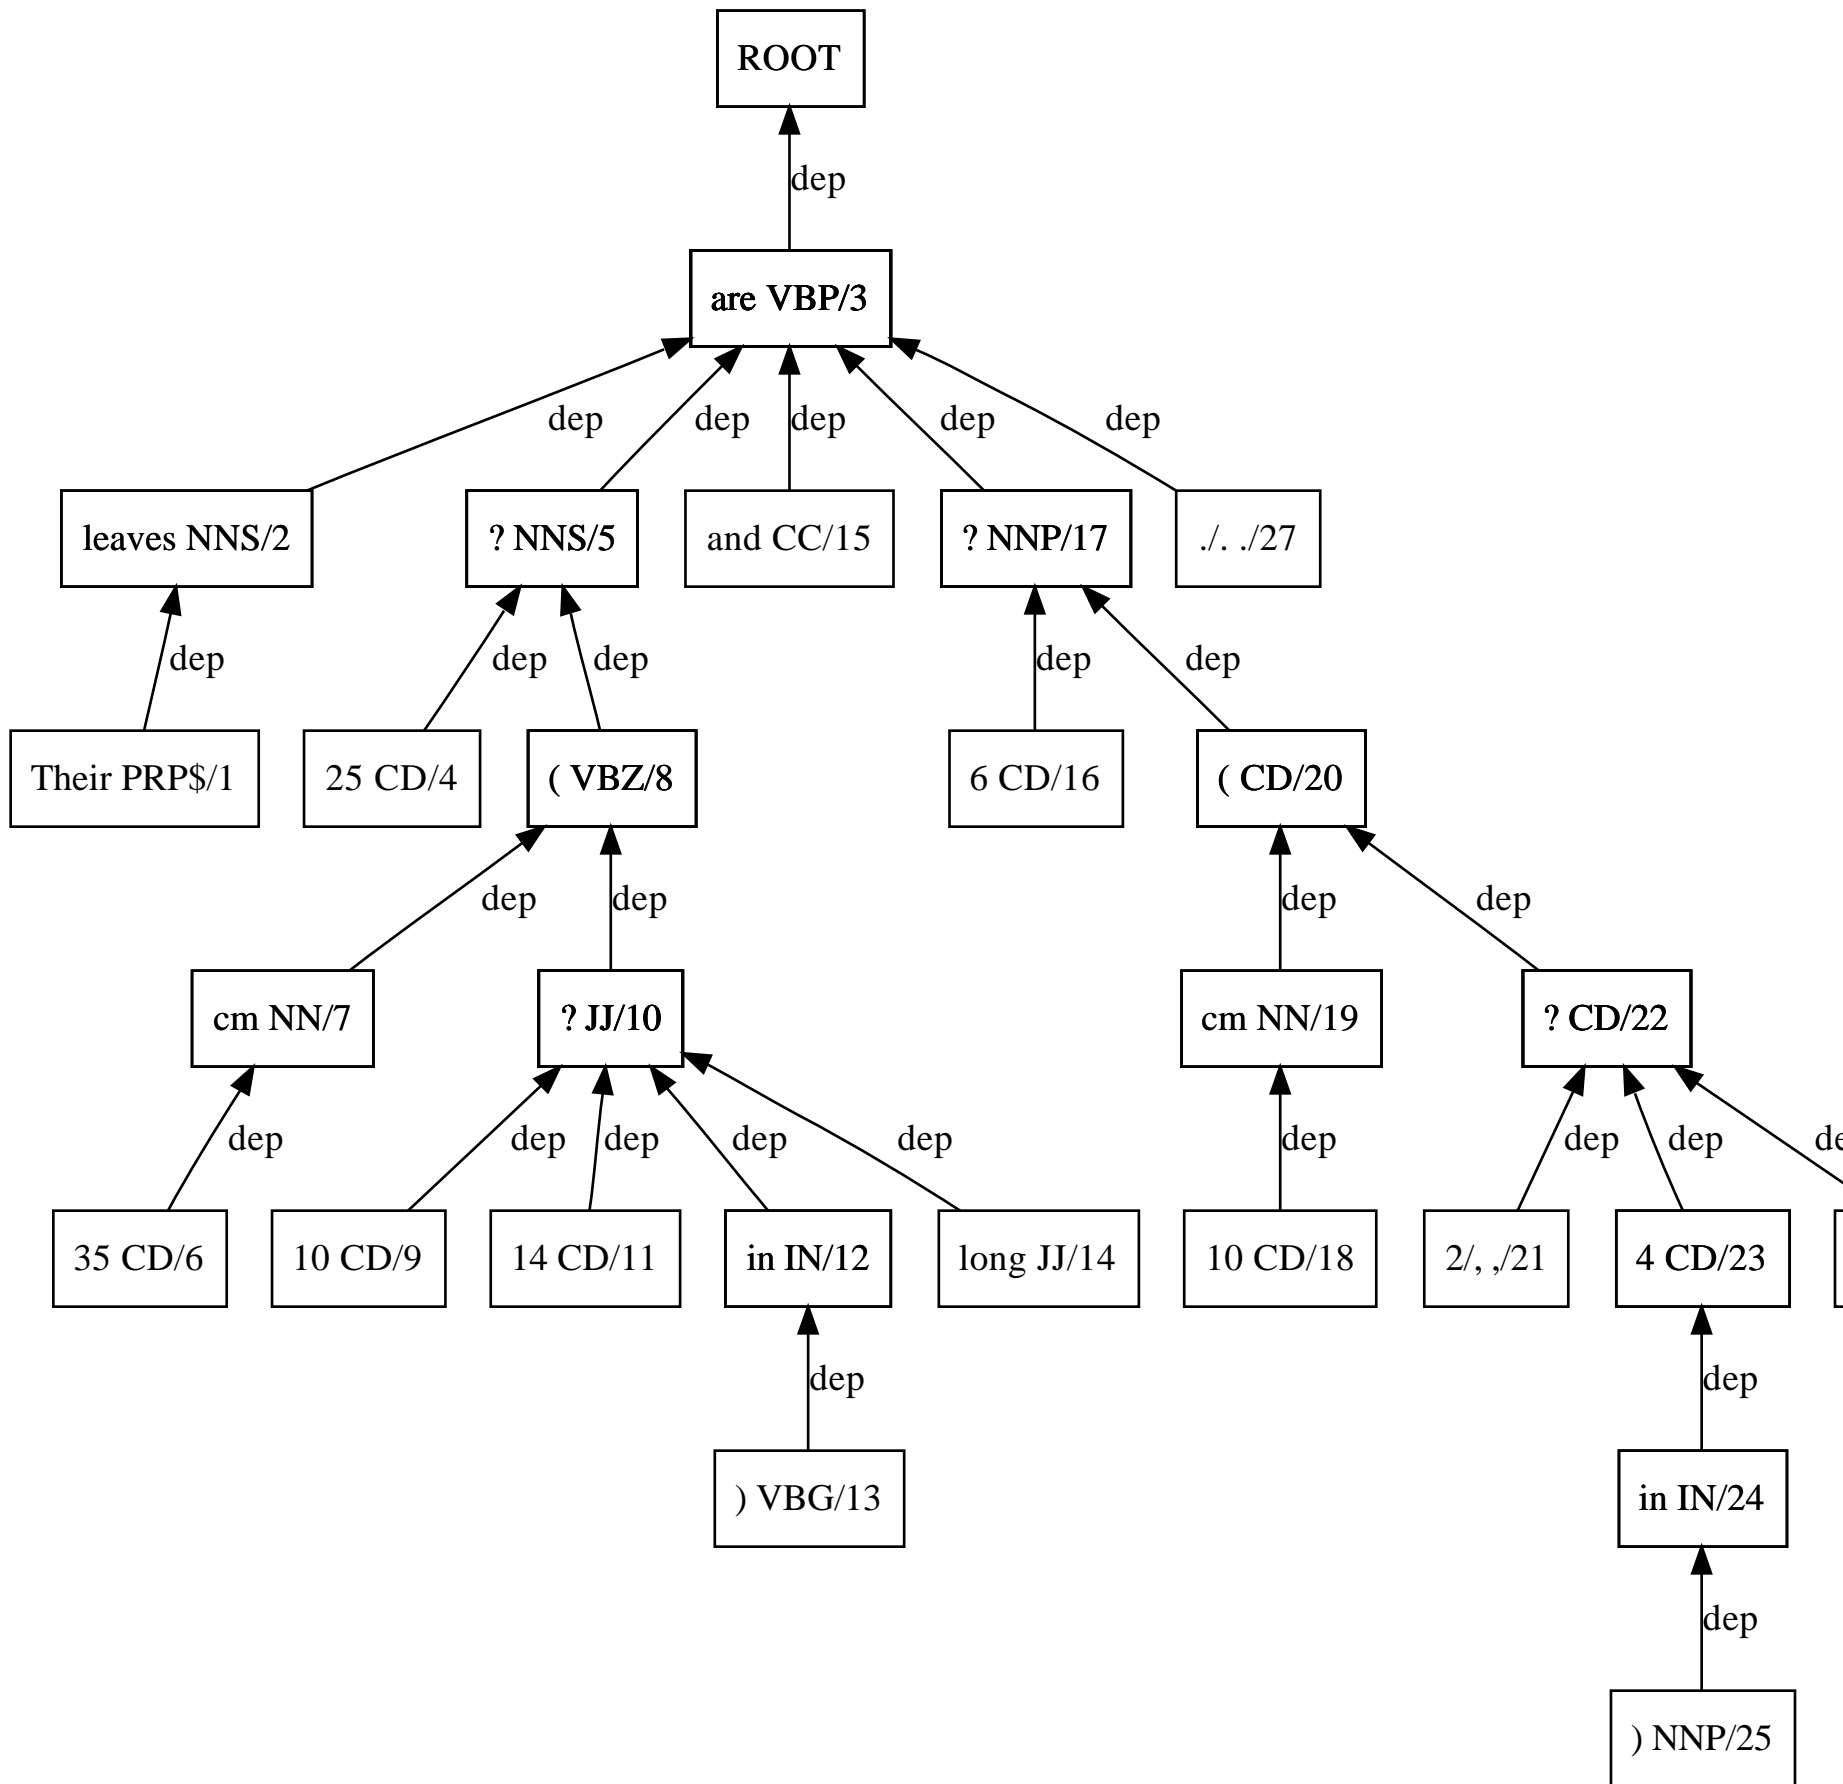 ROOT
dep
are VBP/3
dep dep dep dep dep
leaves NNS/2 ? NNS/5 and CC/15 ? NNP/17 ./. ./27
dep dep dep dep dep
Their PRP$/1 25 CD/4 ( VBZ/8 6 CD/16 ( CD/20
dep dep dep dep
cm NN/7 ? JJ/10 cm NN/19 ? CD/22
dep dep dep dep dep dep dep dep de
35 CD/6 10 CD/9 14 CD/11 in IN/12 long JJ/14 10 CD/18 2/, ,/21 4 CD/23
dep dep
) VBG/13 in IN/24
dep
) NNP/25